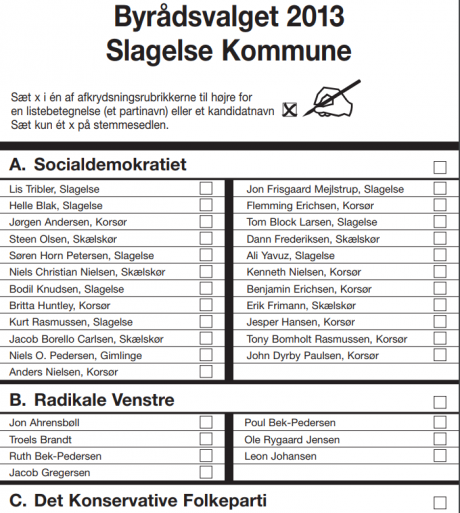 Byrådsvalget 2013
Slagelse Kommune
Sæt x i én af afkrydsningsrubrikkerne til højre for
en listebetegnelse (et partinavn) eller et kandidatnavn
Sæt kun ét x på stemmesedlen.
A. Socialdemokratiet
Lis Tribler, Slagelse
Helle Blak, Slagelse
Jørgen Andersen, Korsør
Steen Olsen, Skælskør
Søren Horn Petersen, Slagelse
Niels Christian Nielsen, Skælskør
Bodil Knudsen, Slagelse
Britta Huntley, Korsør
Kurt Rasmussen, Slagelse
Jacob Borello Carlsen, Skælskør
Niels O. Pedersen, Gimlinge
Anders Nielsen, Korsør
Jon Frisgaard Mejlstrup, Slagelse
Flemming Erichsen, Korsør
Tom Block Larsen, Slagelse
Dann Frederiksen, Skælskør
Ali Yavuz, Slagelse
Kenneth Nielsen, Korsør
Benjamin Erichsen, Korsør
Erik Frimann, Skælskør
Jesper Hansen, Korsør
Tony Bomholt Rasmussen, Korsør
John Dyrby Paulsen, Korsør
B. Radikale Venstre
Jon Ahrensbøll
Troels Brandt
Ruth Bek-Pedersen
Jacob Gregersen
Poul Bek-Pedersen
Ole Rygaard Jensen
Leon Johansen
C. Det Konservative Folkeparti